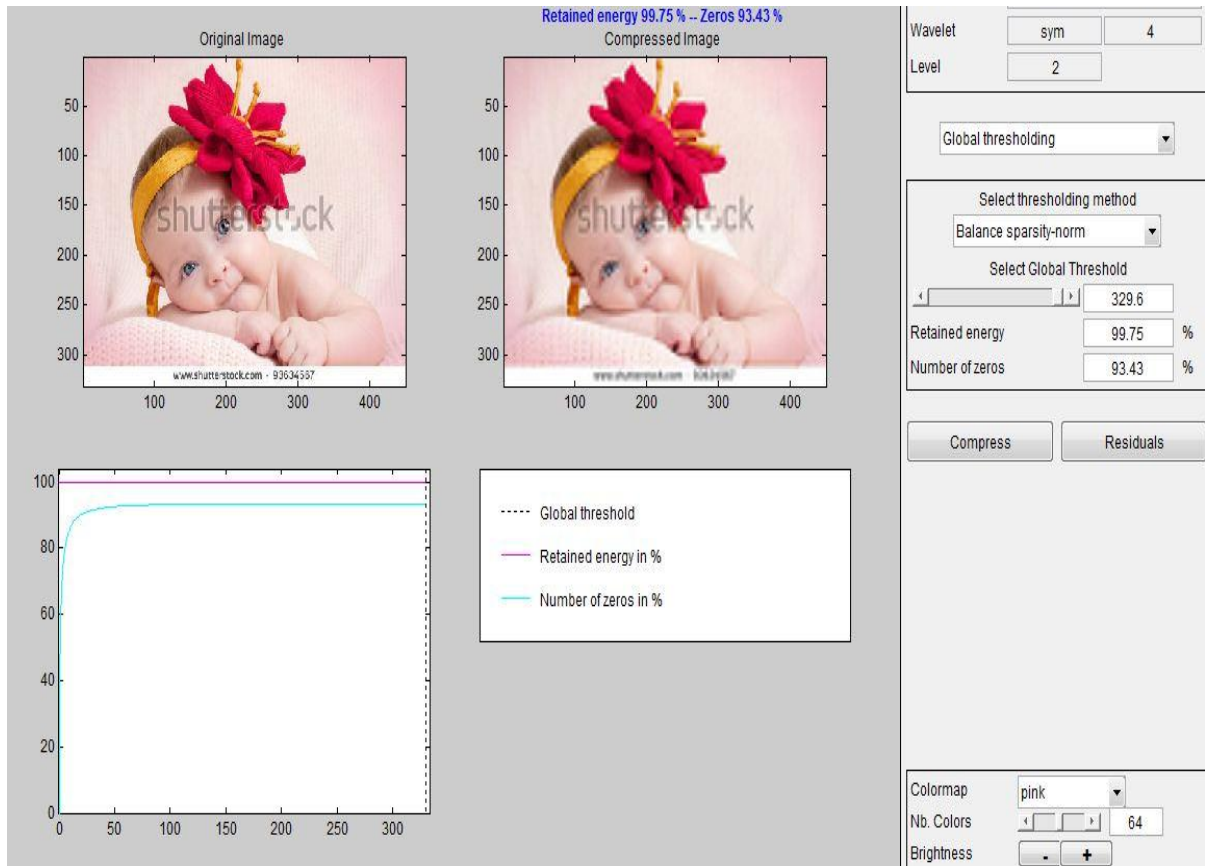 Retained energy 99.75 % -- Zeros 93.43 %
Original Image
Compressed Image
50
100
150
200
250
300
100 200 300 400
shutterstock
www.shutterstock.com · 93634567
50
100
150
200
250
300
100 200 300 400
shutterstock
100
80
60
40
20
0
0 50 100 150 200 250 300
Global threshold
Retained energy in %
Number of zeros in %
Wavelet sym 4
Level 2
Global thresholding
Select thresholding method
Balance sparsity-norm
Select Global Threshold
329.6
Retained energy 99.75 %
Number of zeros 93.43 %
Compress Residuals
Colormap pink
Nb. Colors 64
Brightness - +